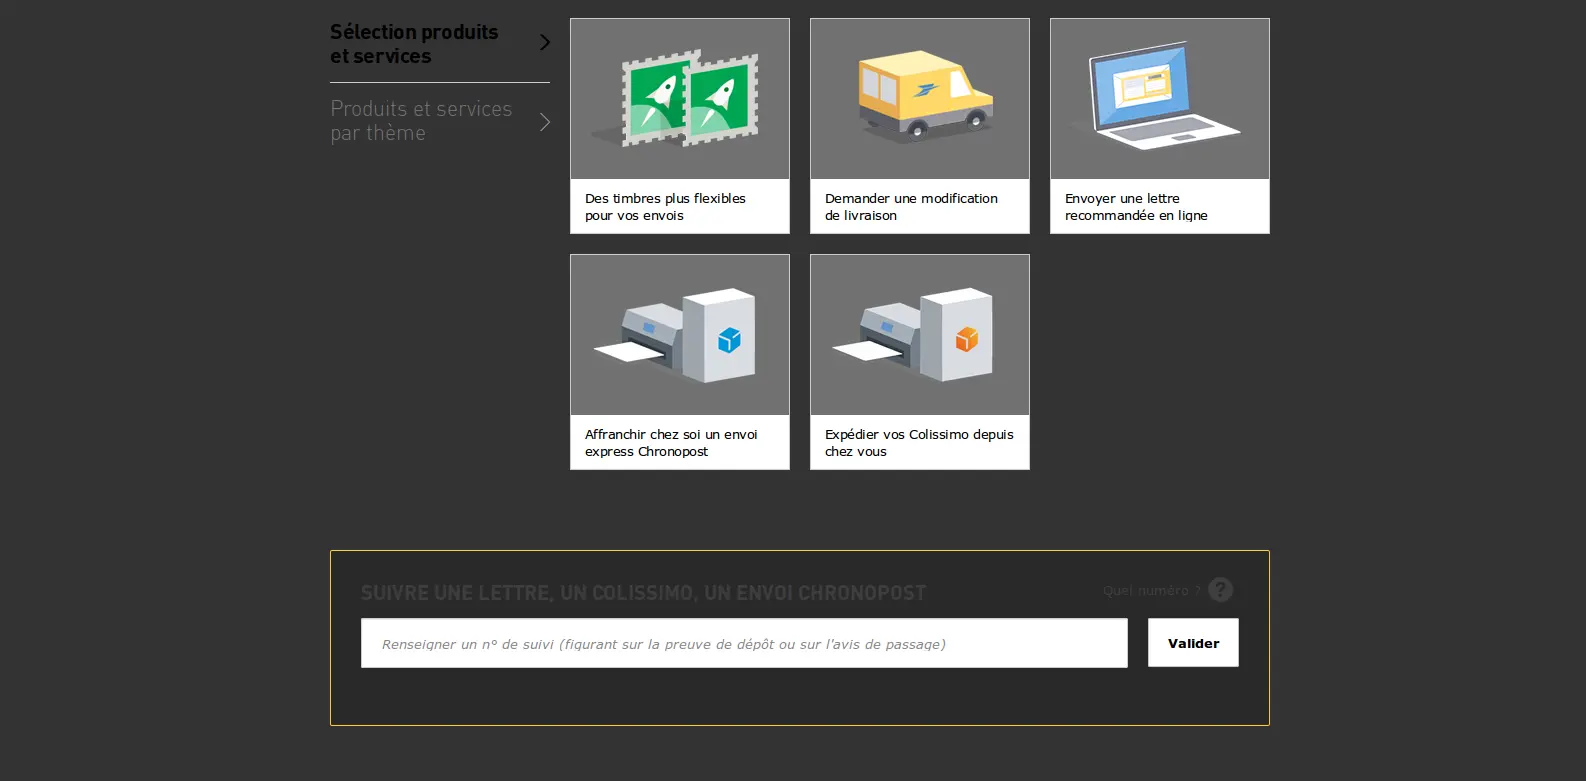 Sélection produits
et services
Produits et services
par thème
Des timbres plus flexibles
pour vos envois
Demander une modification
de livraison
Envoyer une lettre
recommandée en ligne
Affranchir chez soi un envoi
express Chronopost
Expédier vos Colissimo depuis
chez vous
SUIVRE UNE LETTRE, UN COLISSIMO, UN ENVOI CHRONOPOST
Quel numéro ? ?
Renseigner un n° de suivi (figurant sur la preuve de dépôt ou sur l'avis de passage)
Valider